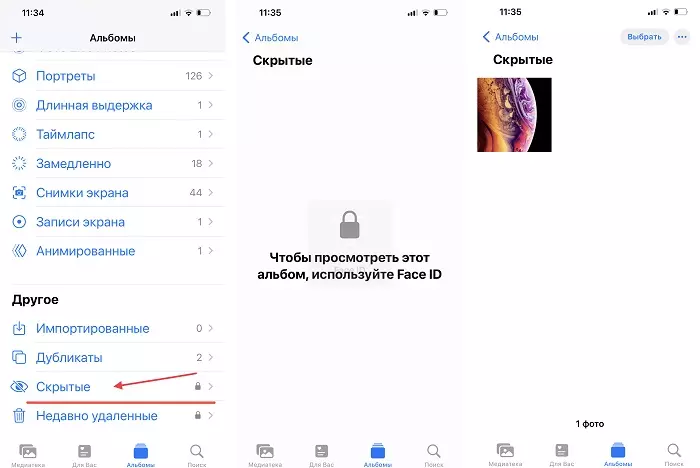 11:34
Альбомы
Портреты 126
Длинная выдержка 1
Таймлапс 1
Замедленно 18
Снимки экрана 44
Записи экрана 1
Анимированные 1
Другое
Импортированные 0
Дубликаты 2
Скрытые
Недавно удаленные
Медиатека Для Вас Альбомы Поиск
11:35
Альбомы
Скрытые
Чтобы просмотреть этот
альбом, используйте Face ID
Медиатека Для Вас Альбомы Поиск
11:35
Альбомы Выбрать
Скрытые
1 фото
Медиатека Для Вас Альбомы Поиск